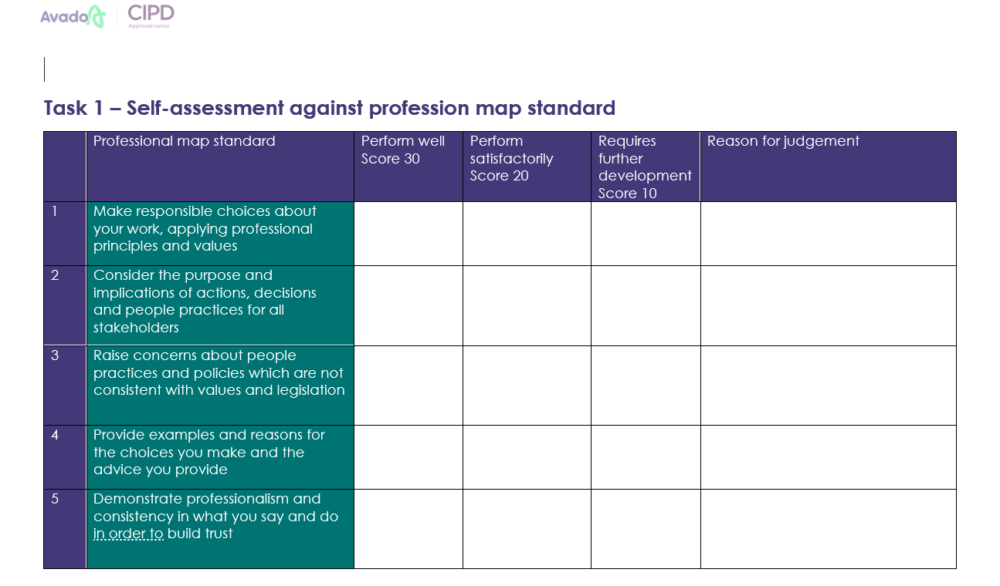 Avado
CIPD
Approved centre
Task 1 – Self-assessment against profession map standard
Professional map standard
Perform well
Score 30
Perform
satisfactorily
Score 20
Requires
further
development
Score 10
Reason for judgement
1
Make responsible choices about
your work, applying professional
principles and values
2
Consider the purpose and
implications of actions, decisions
and people practices for all
stakeholders
3
Raise concerns about people
practices and policies which are not
consistent with values and legislation
4
Provide examples and reasons for
the choices you make and the
advice you provide
5
Demonstrate professionalism and
consistency in what you say and do
in order to build trust